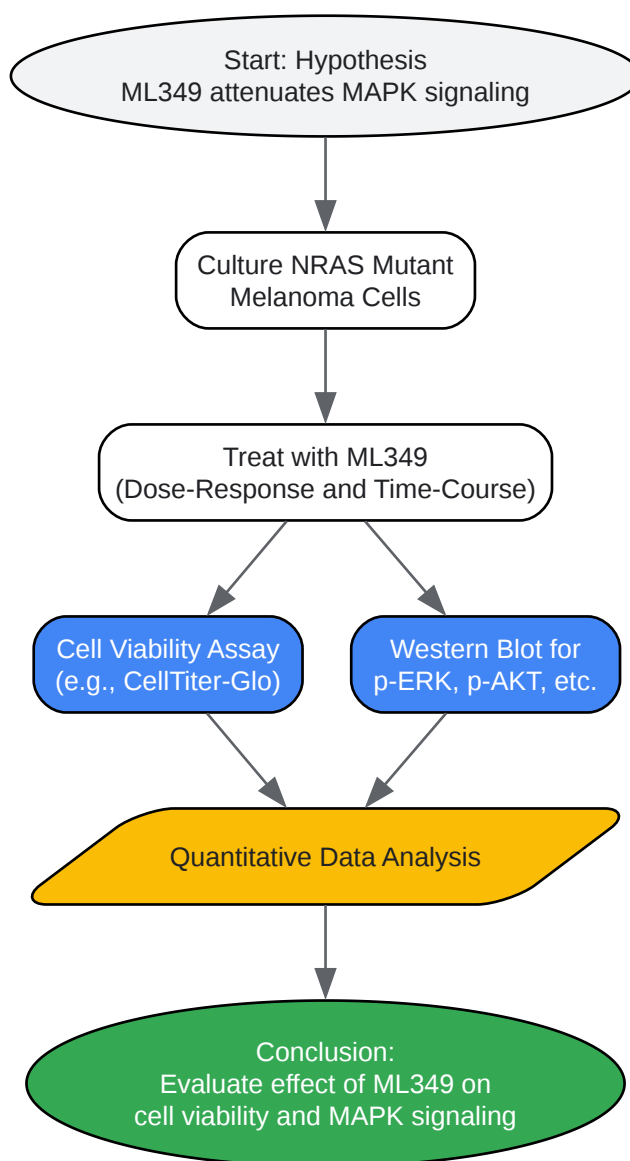 Start: Hypothesis
ML349 attenuates MAPK signaling
Culture NRAS Mutant
Melanoma Cells
Treat with ML349
(Dose-Response and Time-Course)
Cell Viability Assay
(e.g., CellTiter-Glo)
Western Blot for
p-ERK, p-AKT, etc.
Quantitative Data Analysis
Conclusion:
Evaluate effect of ML349 on
cell viability and MAPK signaling